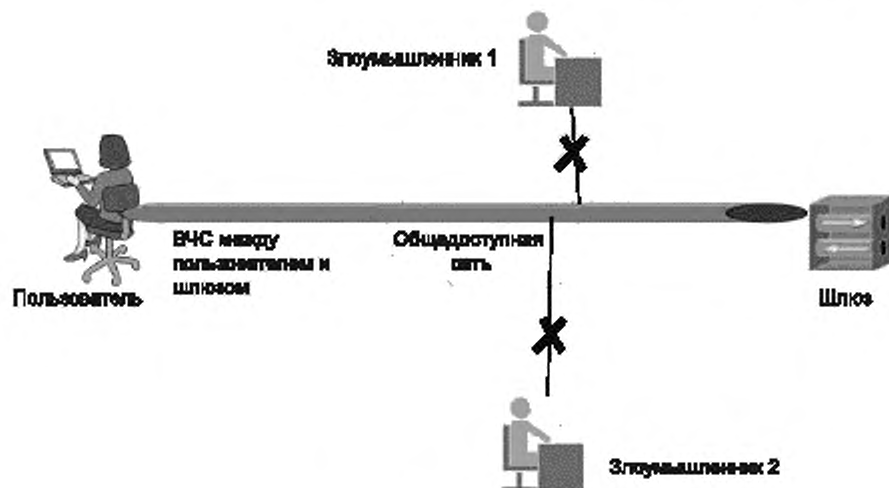 Злоумышленник 1
ВЧС между
пользователем и
шлюзом
Общедоступная
сеть
Пользователь
Шлюз
Злоумышленник 2